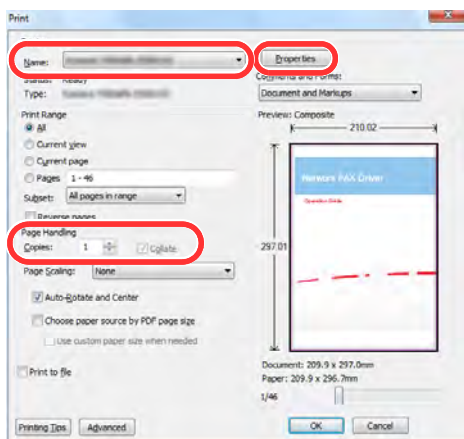 Print
Name:
Properties
Status: Ready
Comments and Forms:
Type:
Document and Markups
Print Range
Preview: Composite
All
210.02
Current view
Current page
Pages 1 - 46
Subset: All pages in range
Reverse pages
Page Handling
Copies: 1 Collate
297.01
Page Scaling: None
Auto-Rotate and Center
Choose paper source by PDF page size
Use custom paper size when needed
Print to file
Network FAX Driver
Operation Guide
Document: 209.9 x 297.0mm
Paper: 209.9 x 296.7mm
1/46
Printing Tips
Advanced
OK
Cancel